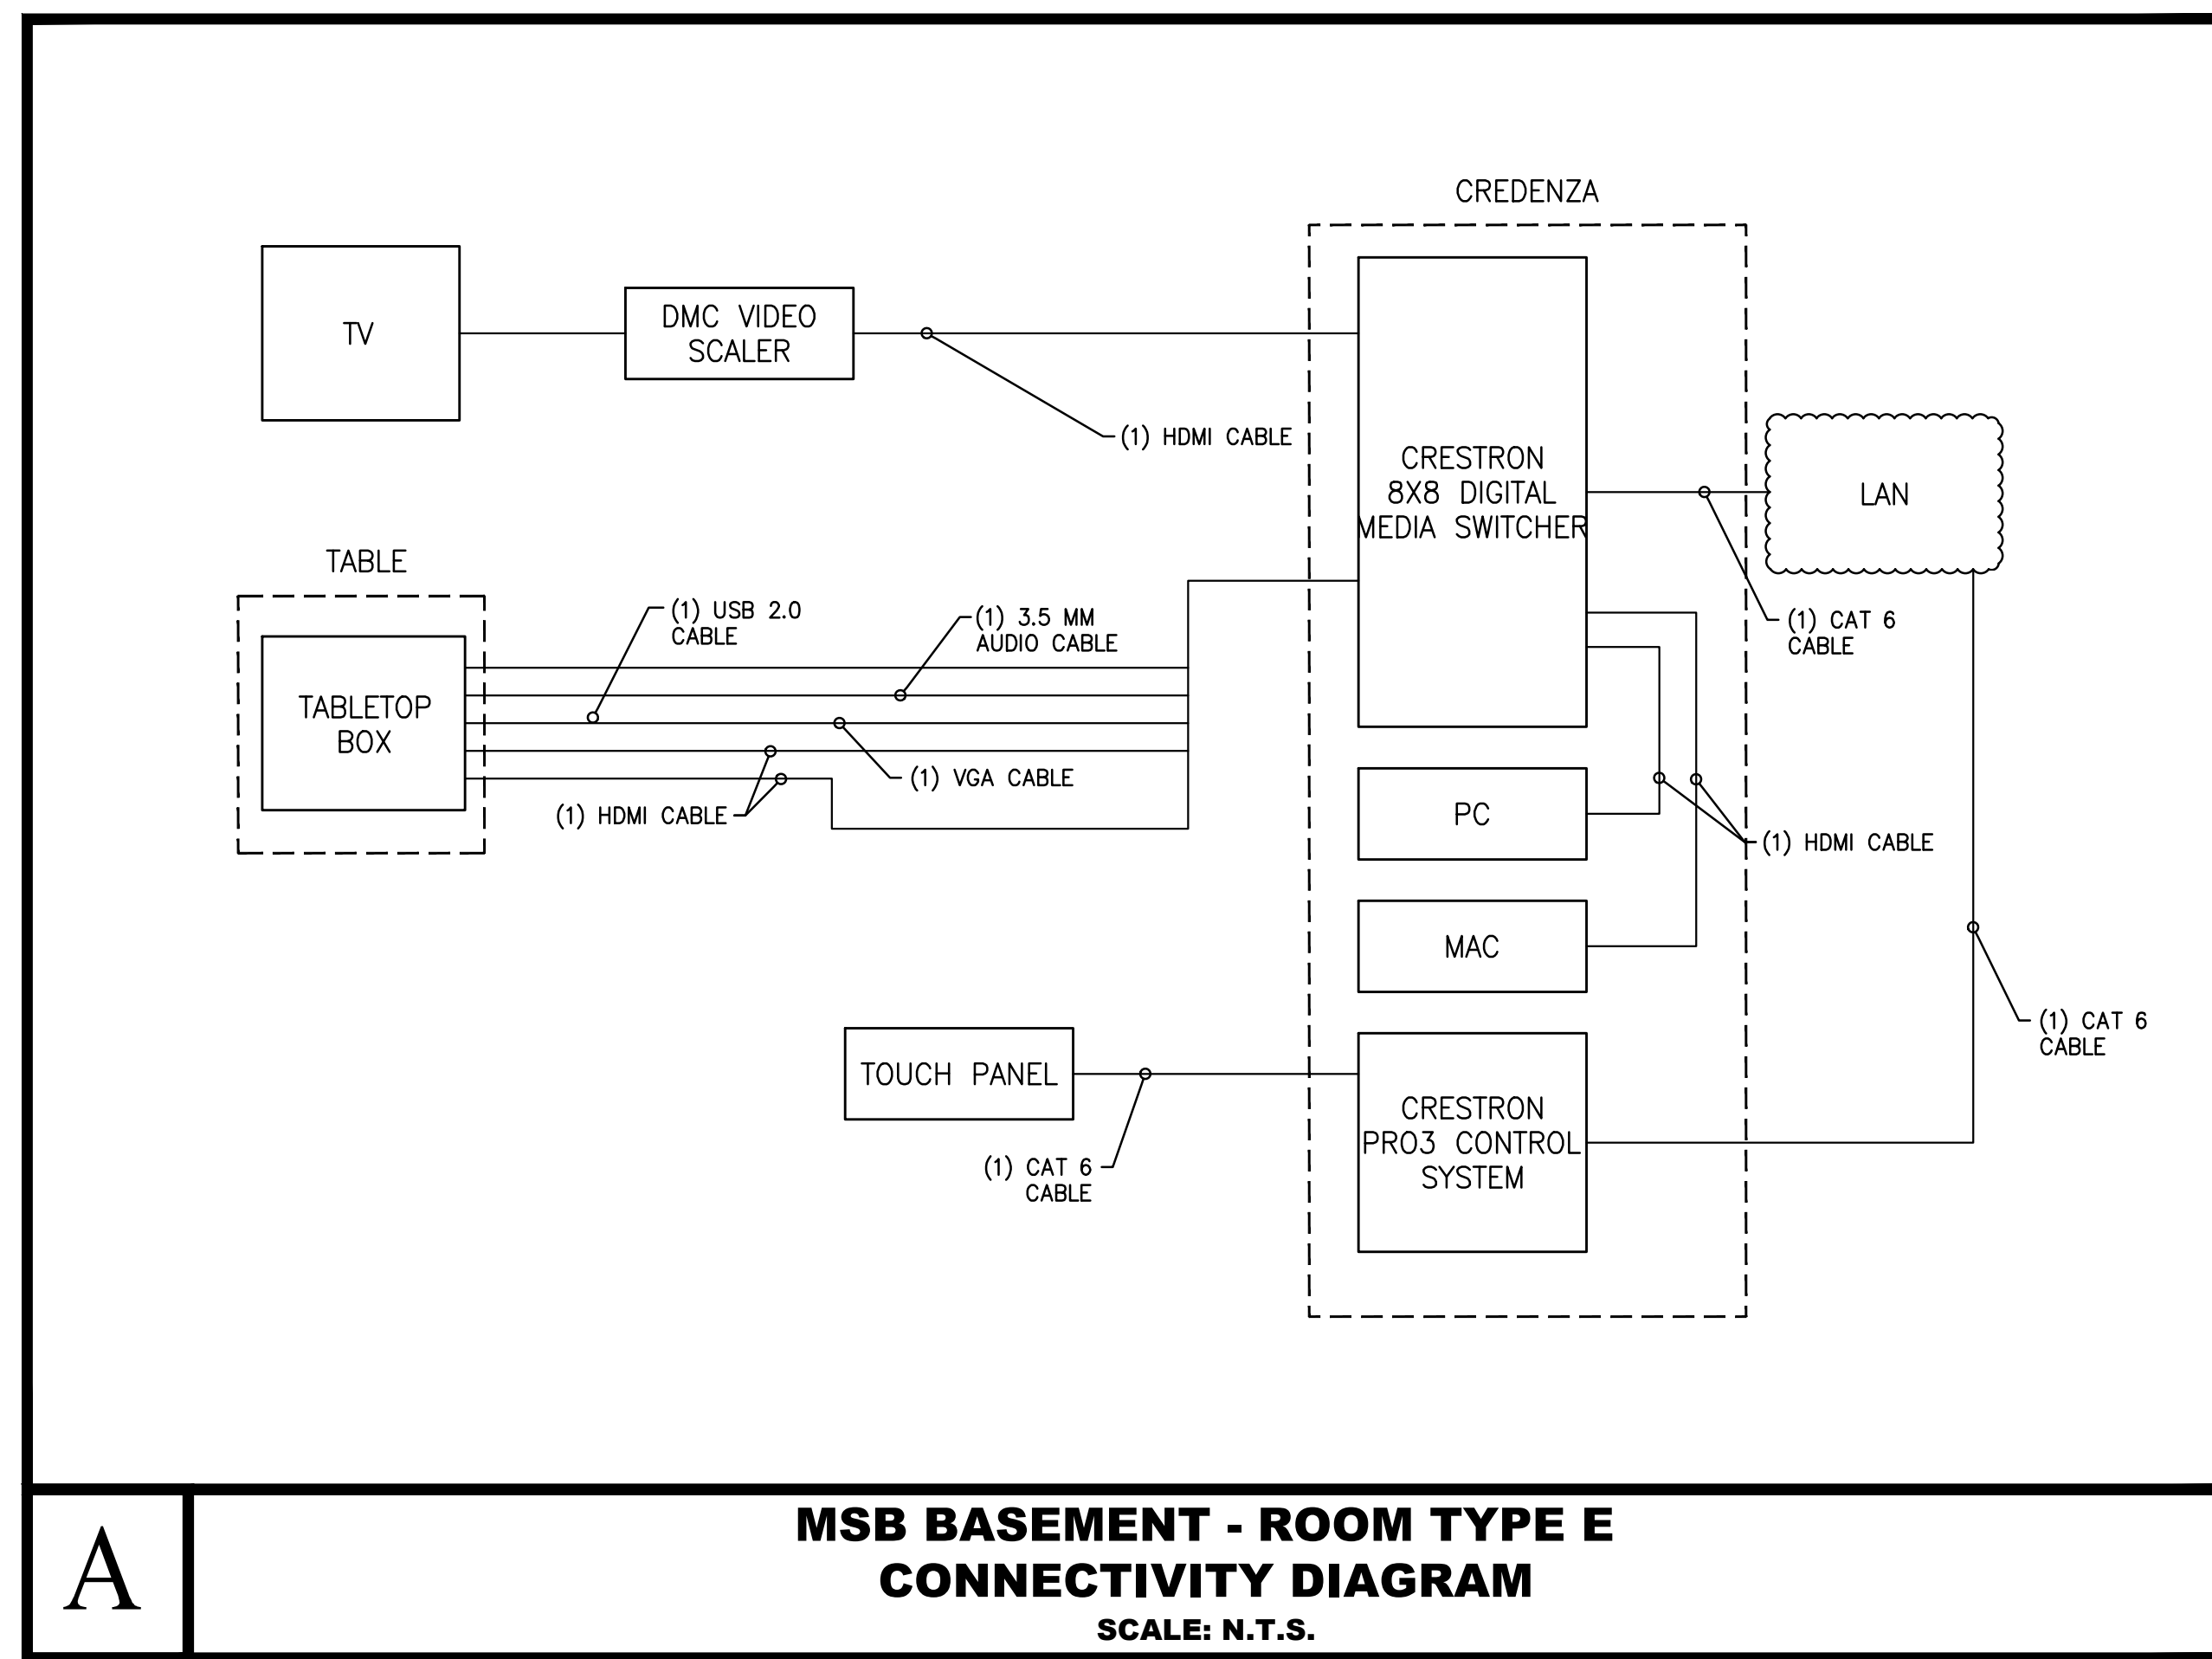 CREDENZA
TV
DMC VIDEO
SCALER
(1) HDMI CABLE
CRESTRON
8X8 DIGITAL
MEDIA SWITCHER
LAN
(1) CAT 6
CABLE
TABLE
TABLETOP
BOX
(1) USB 2.0
CABLE
(1) 3.5 MM
AUDIO CABLE
(1) VGA CABLE
(1) HDMI CABLE
PC
(1) HDMI CABLE
MAC
TOUCH PANEL
(1) CAT 6
CABLE
CRESTRON
PRO3 CONTROL
SYSTEM
(1) CAT 6
CABLE
A
MSB BASEMENT - ROOM TYPE E
CONNECTIVITY DIAGRAM
SCALE: N.T.S.